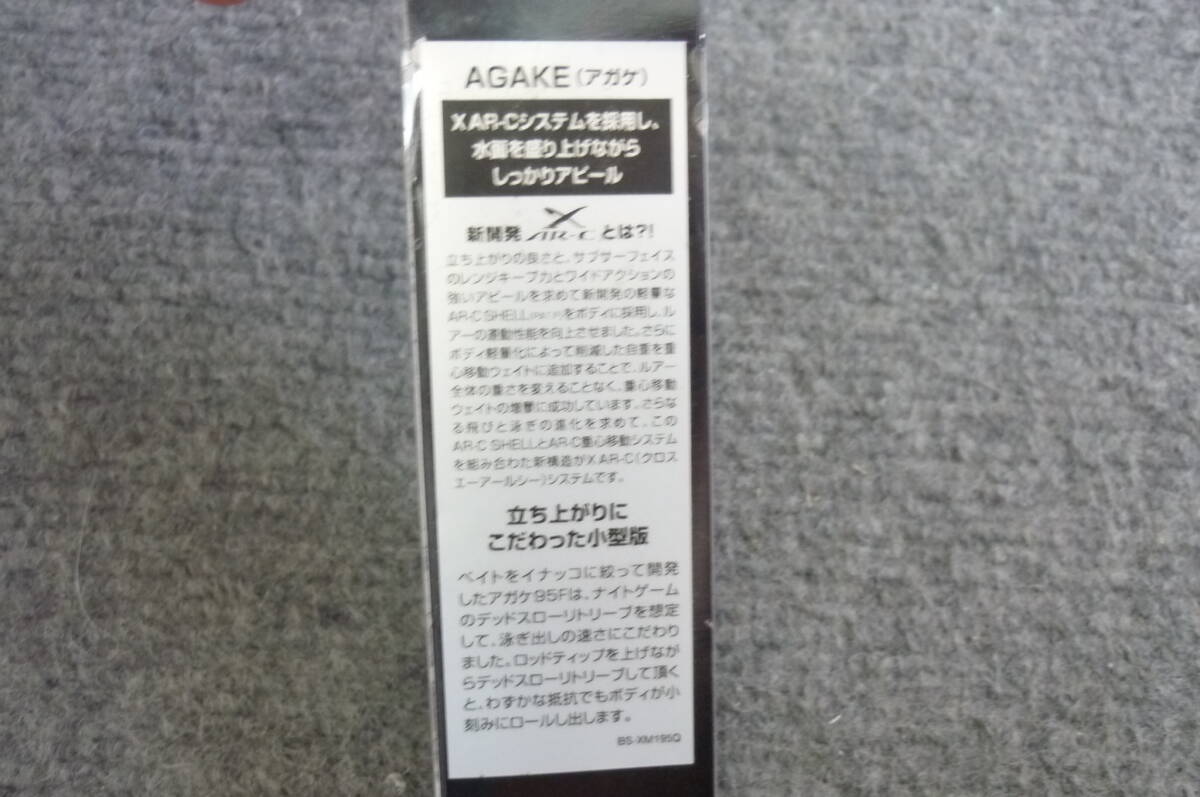 AGAKE(アガケ)
X AR-Cシステムを採用し、
水面を盛り上げながら
しっかりアピール
新開発 X AR-C とは?!
立ち上がりの良さと、サブサーフェイス
のレンジキープ力とワイドアクションの
強いアピールを求めて新開発の軽量な
AR-C SHELL をボディに採用し、ル
アーの運動性能を向上させました。さらに
ボディ軽量化によって削減した自重を重
心移動ウェイトに追加することで、ルアー
全体の重さを変えることなく、重心移動
ウェイトの増量に成功しています。さらな
る飛びと泳ぎの進化を求めて、この
AR-C SHELLとAR-C重心移動システム
を組み合わた新構造がX AR-C(クロス
エーアールシー)システムです。
立ち上がりに
こだわった小型版
ベイトをイナッコに絞って開発
したアガケ95Fは、ナイトゲーム
のデッドスローリトリーブを想定
して、泳ぎ出しの速さにこだわり
ました。ロッドティップを上げなが
らデッドスローリトリーブして頂く
と、わずかな抵抗でもボディが小
刻みにロールし出します。
BS-XM195Q